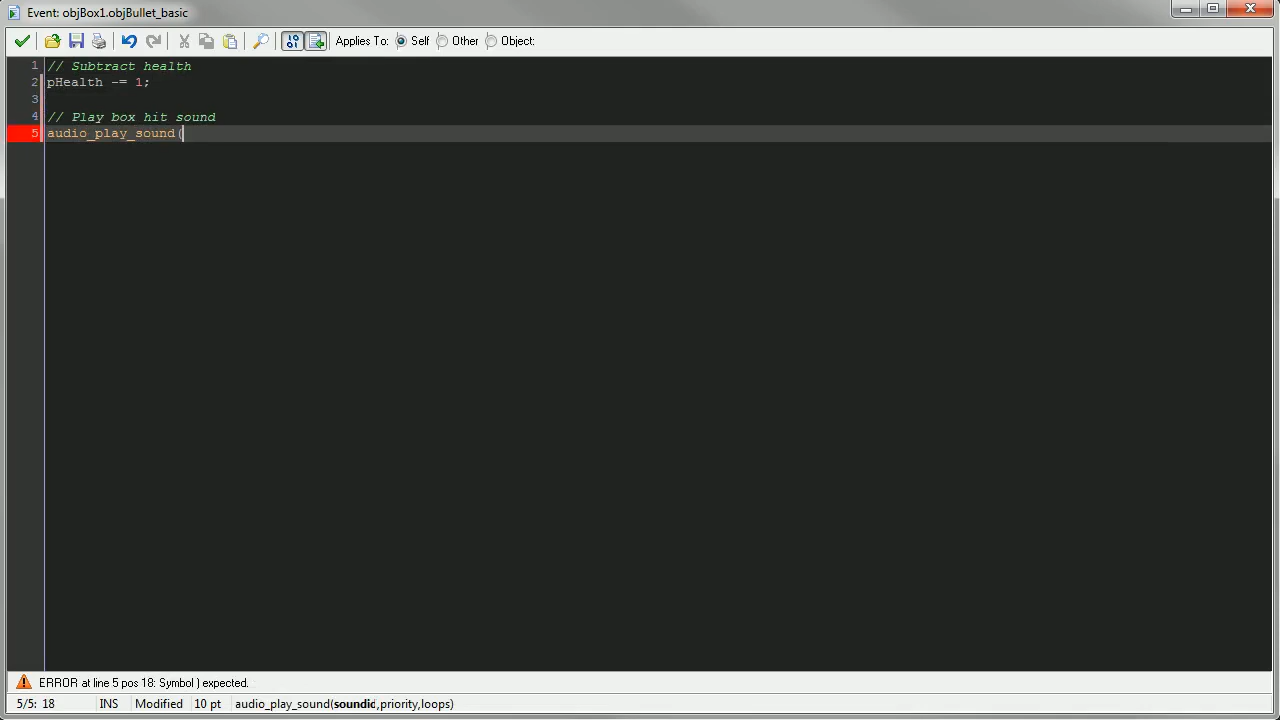 Event: objBox1.objBullet_basic
Applies To: Self Other Object:
1 // Subtract health
2 pHealth -= 1;
3
4 // Play box hit sound
5 audio_play_sound(
ERROR at line 5 pos 18: Symbol ) expected.
5/5: 18 INS Modified 10 pt audio_play_sound(soundid,priority,loops)